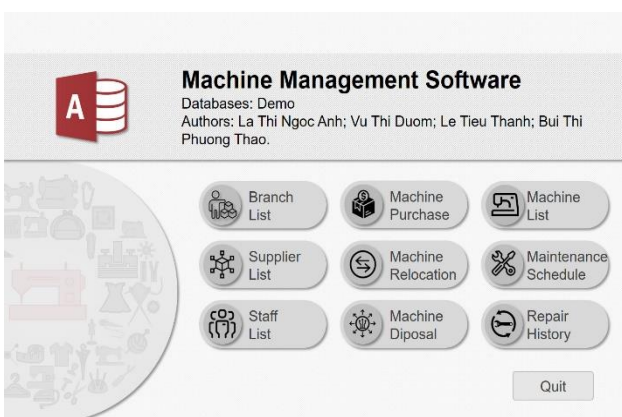 A
Machine Management Software
Databases: Demo
Authors: La Thi Ngoc Anh; Vu Thi Duom; Le Tieu Thanh; Bui Thi
Phuong Thao.
Branch
List
Machine
Purchase
Machine
List
Supplier
List
Machine
Relocation
Maintenance
Schedule
Staff
List
Machine
Diposal
Repair
History
Quit